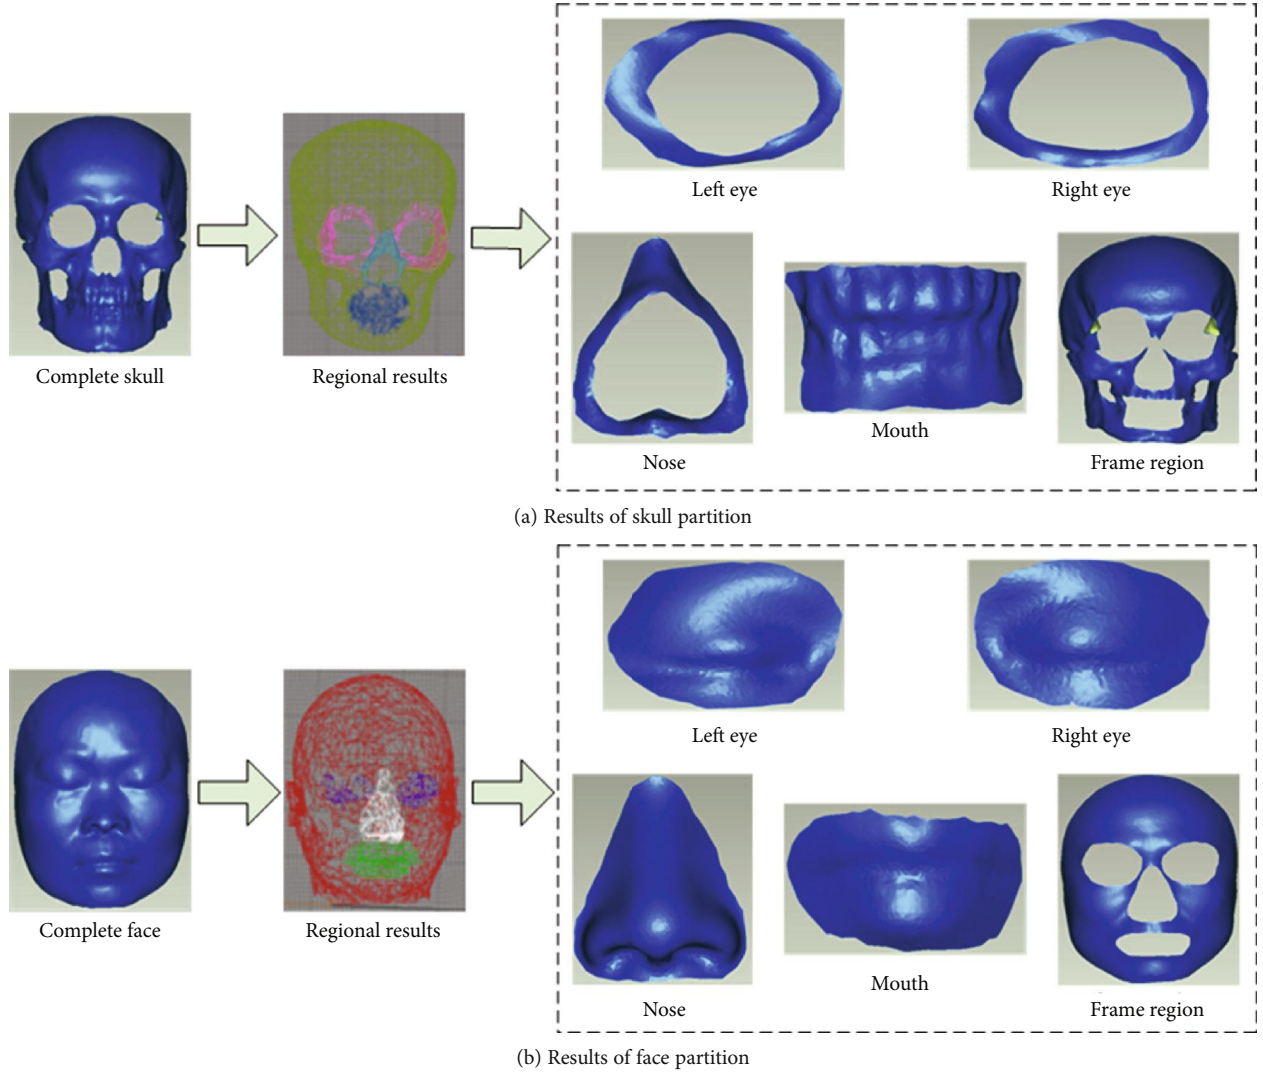 Left eye
Right eye
Complete skull
Regional results
Nose
Mouth
Frame region
(a) Results of skull partition
Left eye
Right eye
Complete face
Regional results
Nose
Mouth
Frame region
(b) Results of face partition